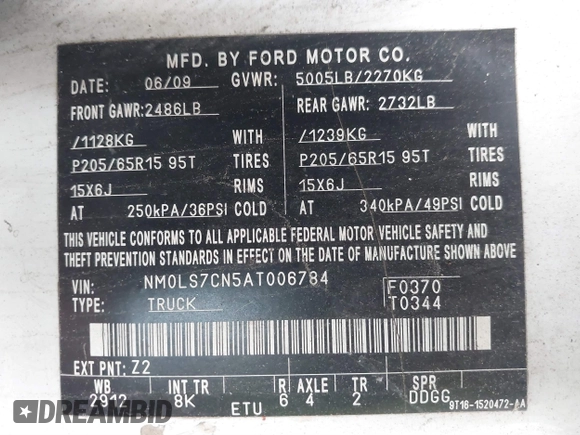 MFD. BY FORD MOTOR CO.
DATE: 06/09 GVWR: 5005LB/2270KG
FRONT GAWR: 2486LB REAR GAWR: 2732LB
/1128KG WITH /1239KG WITH
P205/65R15 95T TIRES P205/65R15 95T TIRES
15X6J RIMS 15X6J RIMS
AT 250kPA/36PSI COLD AT 340kPA/49PSI COLD
THIS VEHICLE CONFORMS TO ALL APPLICABLE FEDERAL MOTOR VEHICLE SAFETY AND
THEFT PREVENTION STANDARDS IN EFFECT ON THE DATE OF MANUFACTURE SHOWN ABOVE
VIN: NM0LS7CN5AT006784 F0370
TYPE: TRUCK T0344
EXT PNT: Z2
WB INT TR R AXLE TR SPR
2912 8K ETU 6 4 2 DDGG
9T16-1520472-AA
DREAMBID